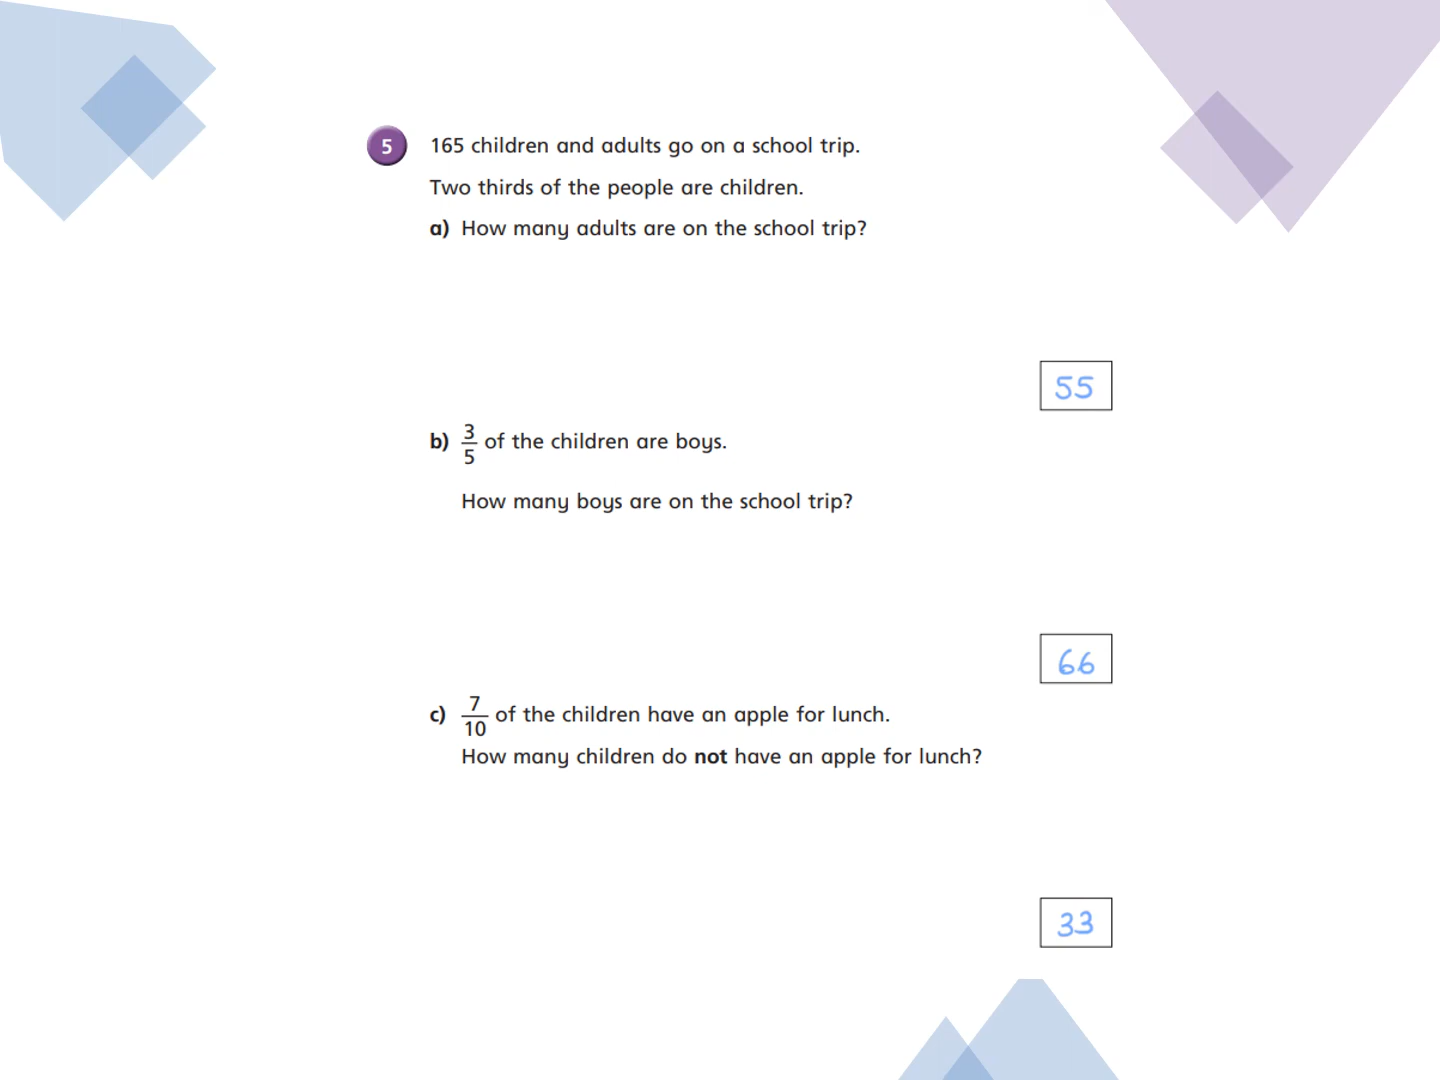 5 165 children and adults go on a school trip.
Two thirds of the people are children.
a) How many adults are on the school trip?
55
b) 3/5 of the children are boys.
How many boys are on the school trip?
66
c) 7/10 of the children have an apple for lunch.
How many children do not have an apple for lunch?
33